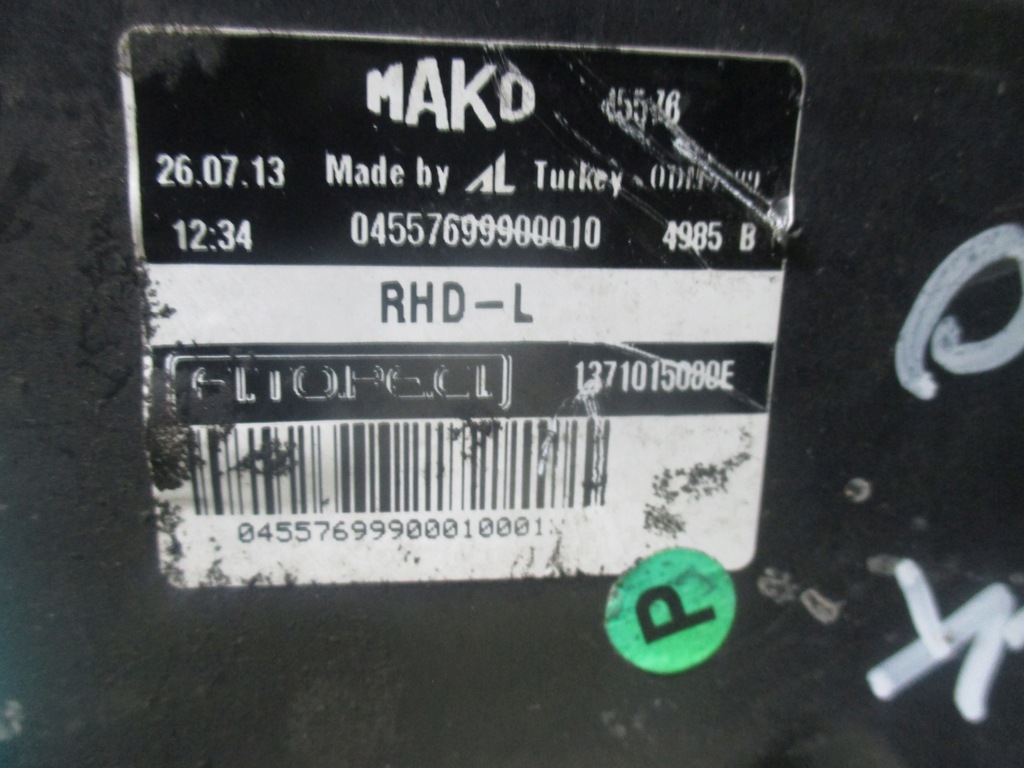 MAKO
26.07.13 Made by AL Turkey
12:34 04557699900010 4985 B
RHD-L
1371015080E
04557699900010001
P